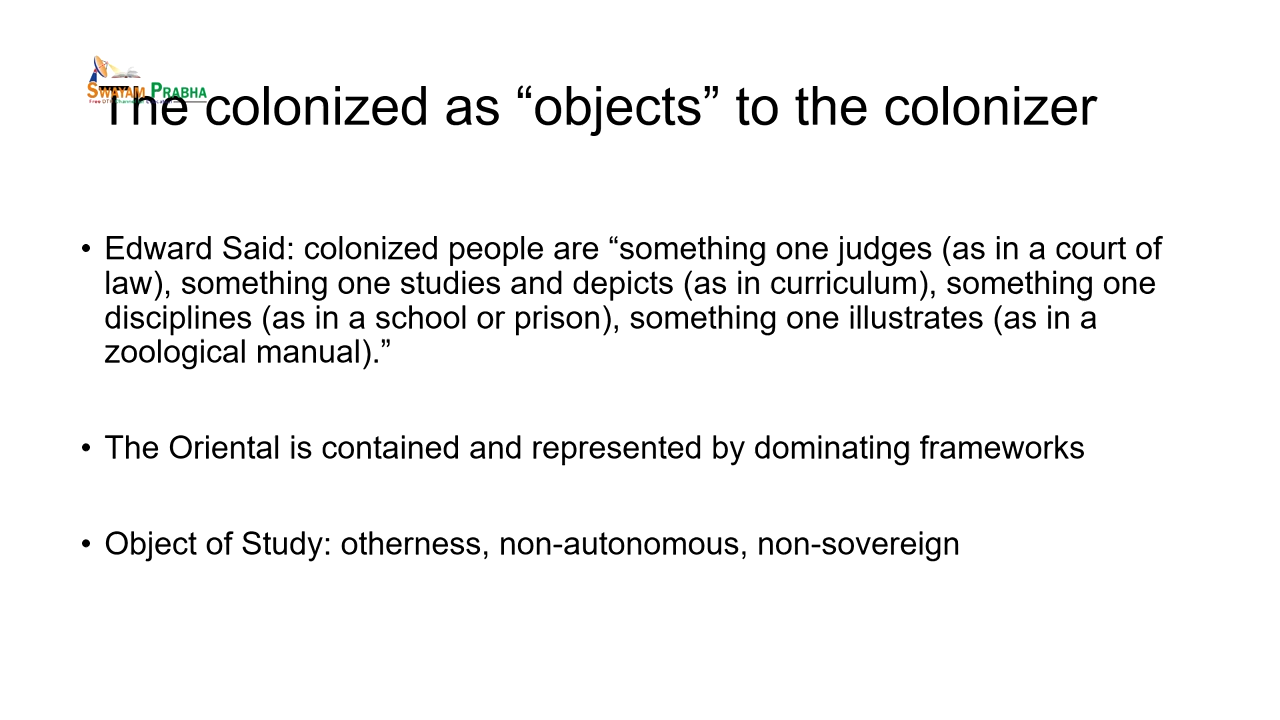 SWAYAM PRABHA
The colonized as “objects” to the colonizer
• Edward Said: colonized people are “something one judges (as in a court of
law), something one studies and depicts (as in curriculum), something one
disciplines (as in a school or prison), something one illustrates (as in a
zoological manual).”
• The Oriental is contained and represented by dominating frameworks
• Object of Study: otherness, non-autonomous, non-sovereign